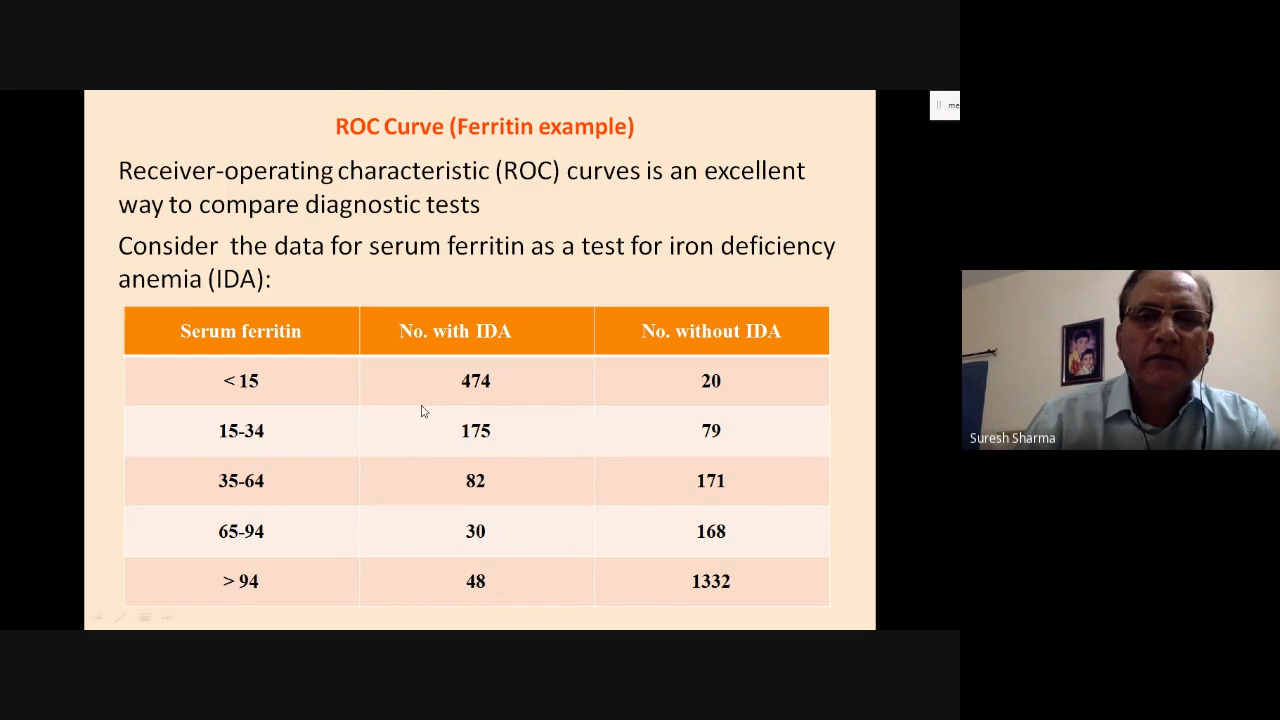 ROC Curve (Ferritin example)
Receiver-operating characteristic (ROC) curves is an excellent
way to compare diagnostic tests
Consider the data for serum ferritin as a test for iron deficiency
anemia (IDA):
Serum ferritin No. with IDA No. without IDA
< 15 474 20
15-34 175 79
35-64 82 171
65-94 30 168
> 94 48 1332
me
Suresh Sharma